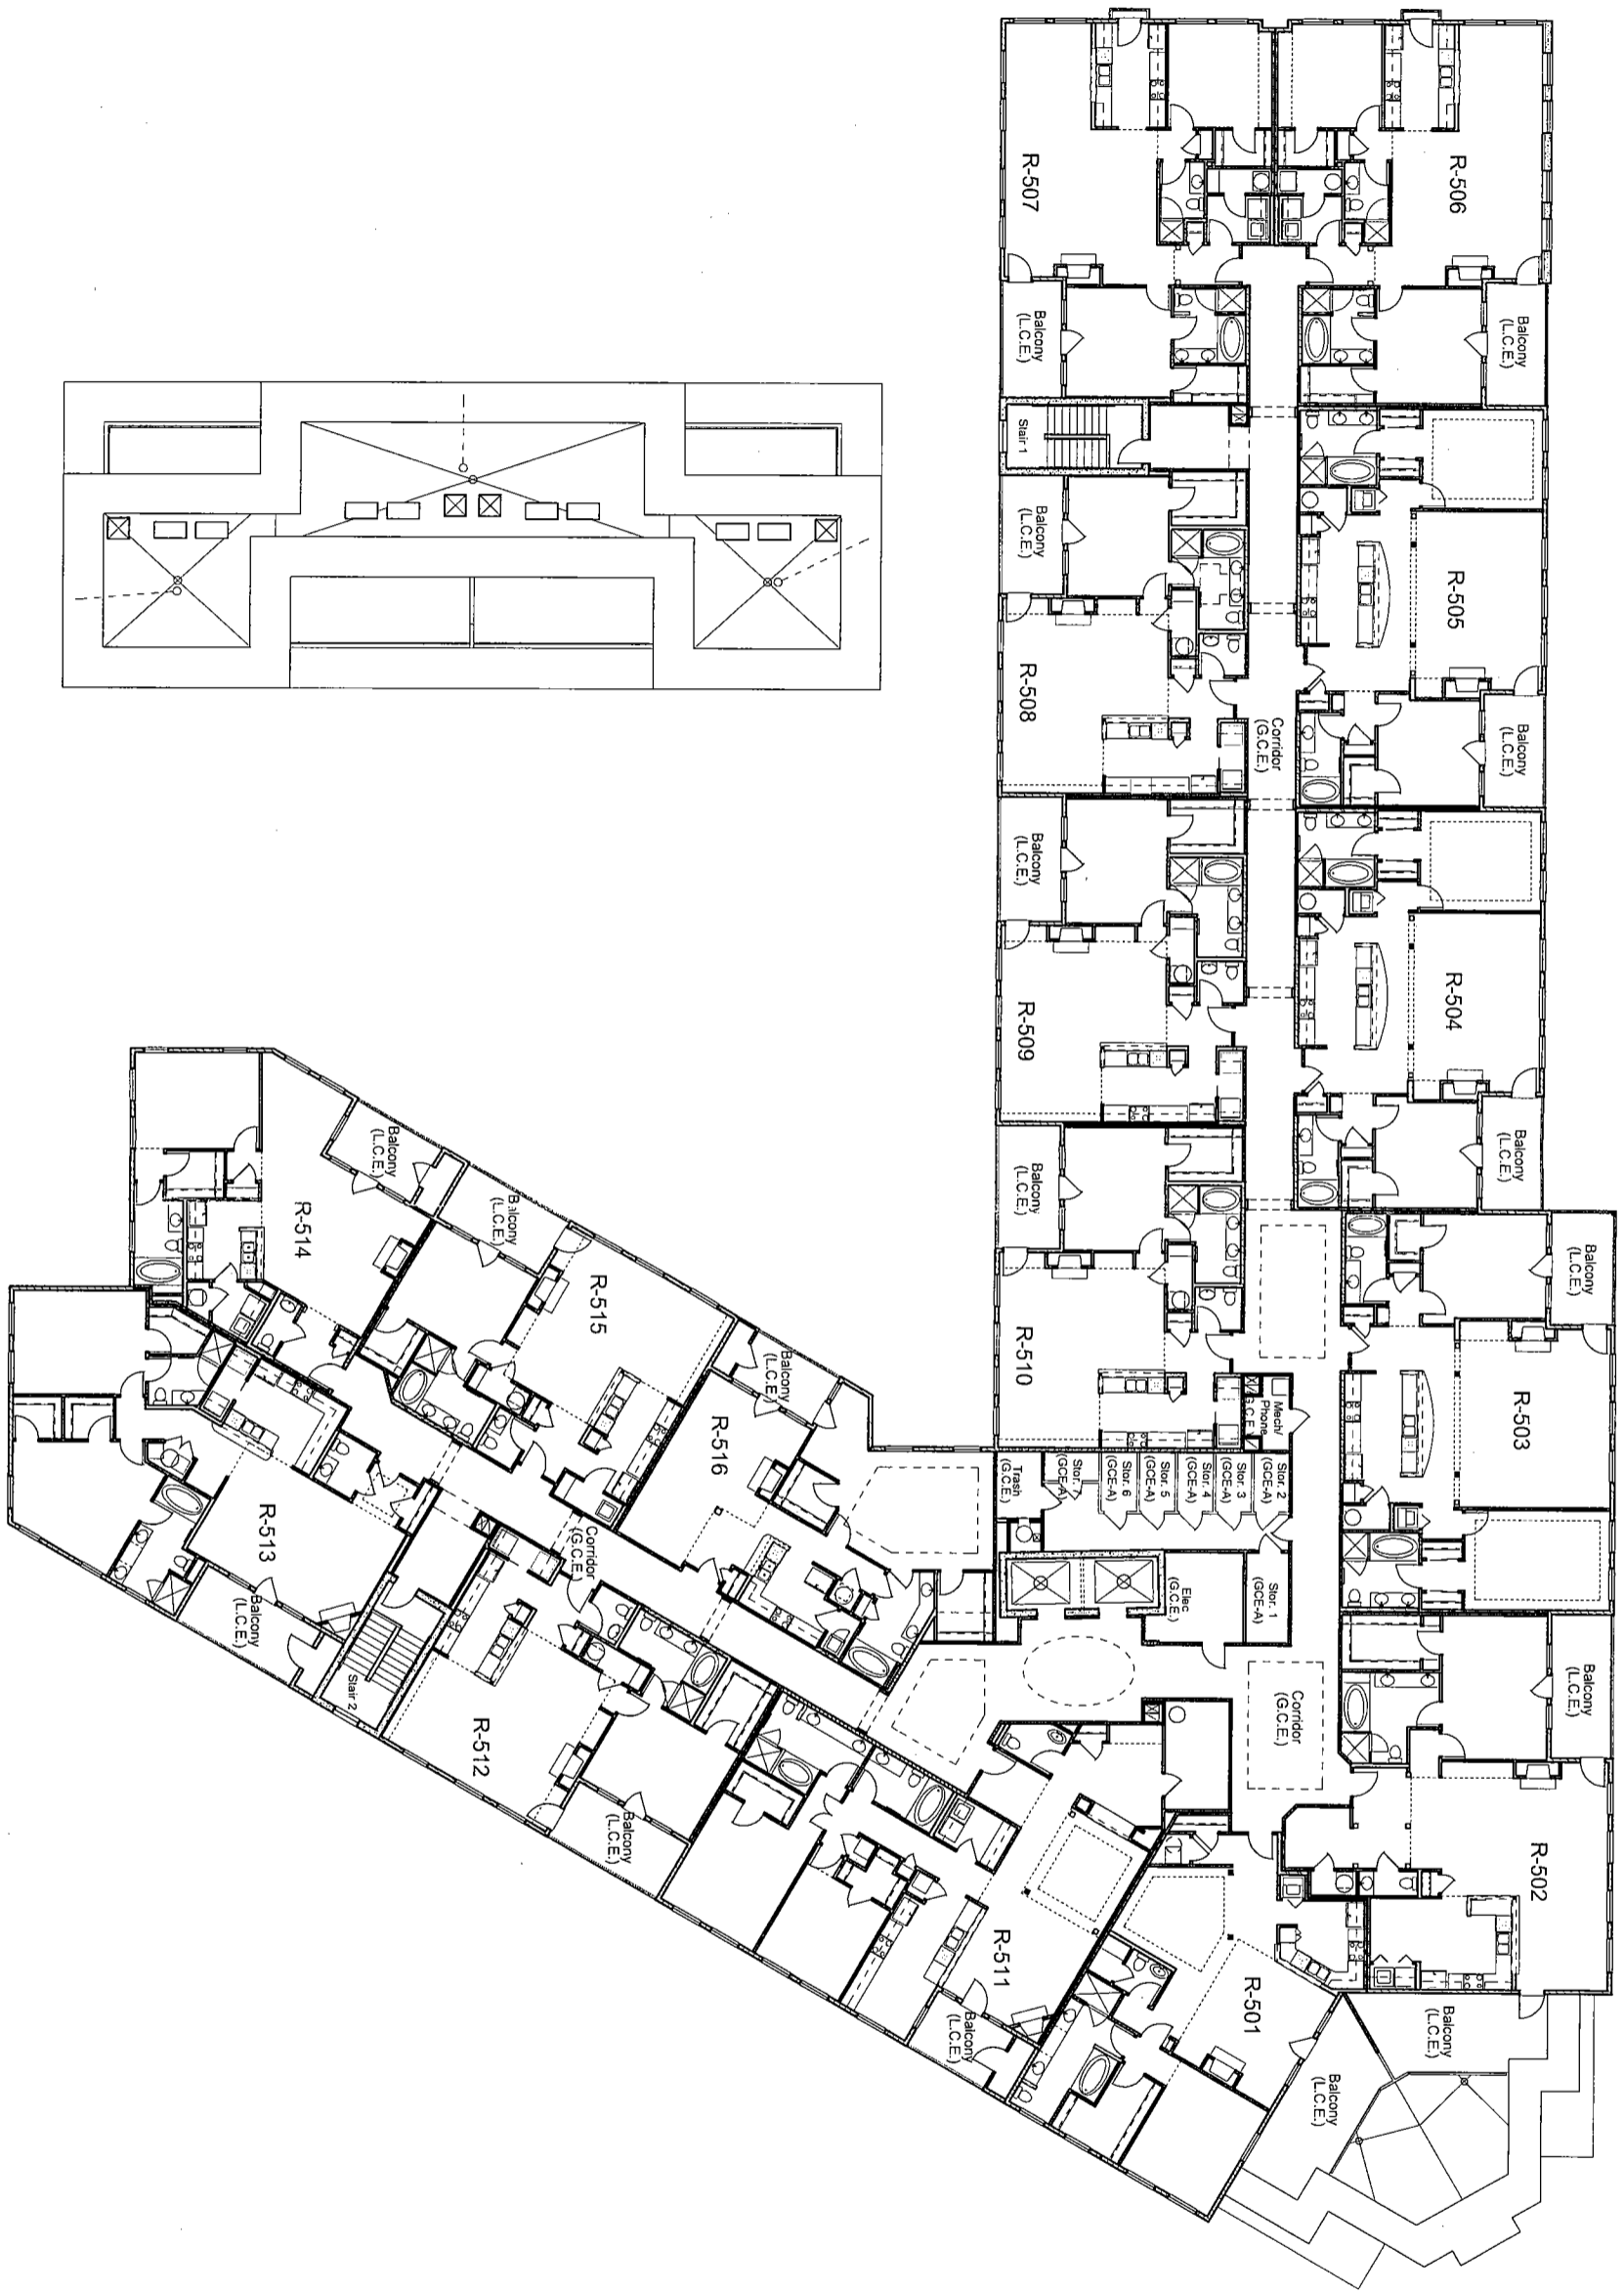 R-507
R-506
Balcony
(L.C.E.)
Balcony
(L.C.E.)
Stair 1
Balcony
(L.C.E.)
R-505
R-508
Corridor
(G.C.E.)
Balcony
(L.C.E.)
Balcony
(L.C.E.)
R-504
R-509
Balcony
(L.C.E.)
Balcony
(L.C.E.)
Balcony
(L.C.E.)
R-510
R-503
Mech/
Phone
(G.C.E.)
Trash
(G.C.E.)
Stor. 7
(GCE-A)
Stor. 6
(GCE-A)
Stor. 5
(GCE-A)
Stor. 4
(GCE-A)
Stor. 3
(GCE-A)
Stor. 2
(GCE-A)
Elec
(G.C.E.)
Stor. 1
(GCE-A)
Balcony
(L.C.E.)
Corridor
(G.C.E.)
R-502
Balcony
(L.C.E.)
R-514
Balcony
(L.C.E.)
R-515
Balcony
(L.C.E.)
R-516
R-513
Corridor
(G.C.E.)
Balcony
(L.C.E.)
Stair 2
R-512
Balcony
(L.C.E.)
R-511
Balcony
(L.C.E.)
R-501
Balcony
(L.C.E.)
Balcony
(L.C.E.)